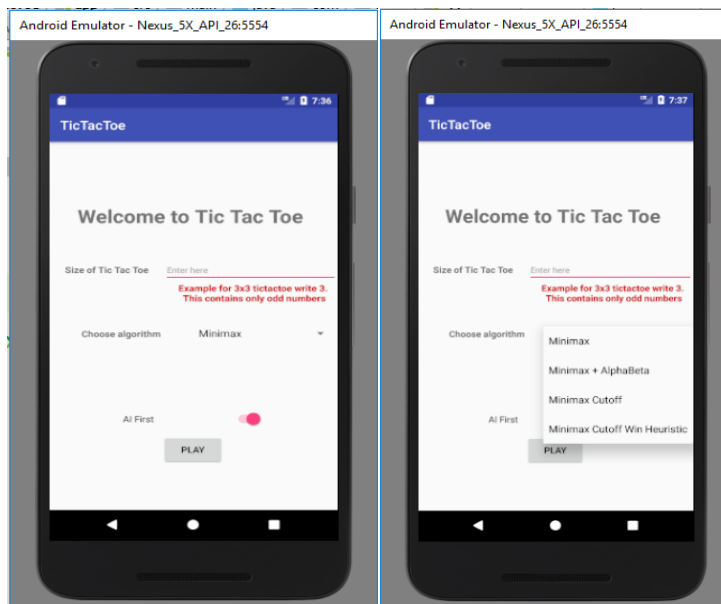 Android Emulator - Nexus_5X_API_26:5554
7:36
TicTacToe
Welcome to Tic Tac Toe
Size of Tic Tac Toe Enter here
Example for 3x3 tictactoe write 3.
This contains only odd numbers
Choose algorithm Minimax
AI First
PLAY
Android Emulator - Nexus_5X_API_26:5554
7:37
TicTacToe
Welcome to Tic Tac Toe
Size of Tic Tac Toe Enter here
Example for 3x3 tictactoe write 3.
This contains only odd numbers
Choose algorithm
Minimax
Minimax + AlphaBeta
Minimax Cutoff
AI First
Minimax Cutoff Win Heuristic
PLAY